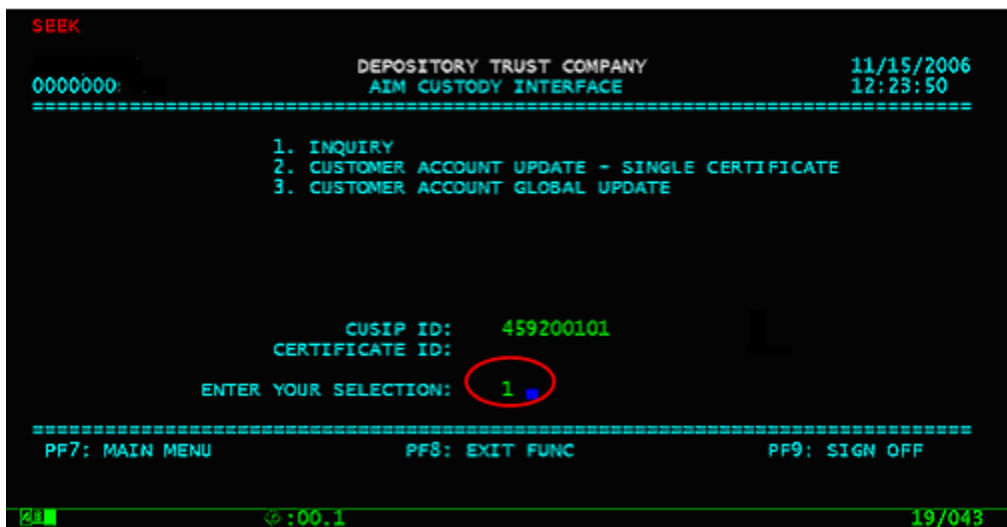 SEEK
DEPOSITORY TRUST COMPANY 11/15/2006
0000000: AIM CUSTODY INTERFACE 12:23:50
1. INQUIRY
2. CUSTOMER ACCOUNT UPDATE - SINGLE CERTIFICATE
3. CUSTOMER ACCOUNT GLOBAL UPDATE
CUSIP ID: 459200101
CERTIFICATE ID:
ENTER YOUR SELECTION: 1
PF7: MAIN MENU PF8: EXIT FUNC PF9: SIGN OFF
:00.1 19/043